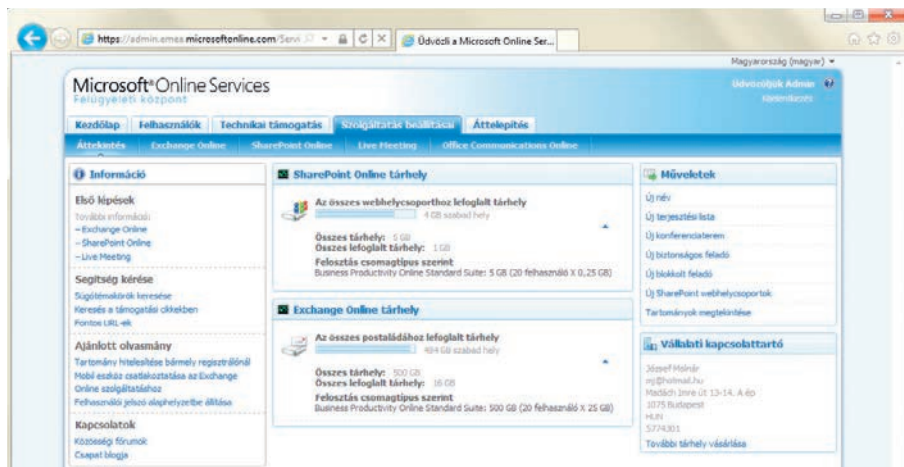 https://admin.emea.microsoftonline.com/Servi
Üdvözli a Microsoft Online Ser...
Magyarország (magyar)
Microsoft® Online Services
Felügyeleti központ
Üdvözöljük Admin
Kijelentkezés
Kezdőlap
Felhasználók
Technikai támogatás
Szolgáltatás beállításai
Áttelepítés
Áttekintés
Exchange Online
SharePoint Online
Live Meeting
Office Communications Online
Információ
Első lépések
További információ:
– Exchange Online
– SharePoint Online
– Live Meeting
Segítség kérése
Súgótémakörök keresése
Keresés a támogatási cikkekben
Fontos URL-ek
Ajánlott olvasmány
Tartomány hitelesítése bármely regisztrálónál
Mobil eszköz csatlakoztatása az Exchange
Online szolgáltatáshoz
Felhasználói jelszó alaphelyzetbe állítása
Kapcsolatok
Közösségi fórumok
Csapat blogja
SharePoint Online tárhely
Az összes webhelycsoporthoz lefoglalt tárhely
4 GB szabad hely
Összes tárhely: 5 GB
Összes lefoglalt tárhely: 1 GB
Felosztás csomagtípus szerint
Business Productivity Online Standard Suite: 5 GB (20 felhasználó X 0,25 GB)
Exchange Online tárhely
Az összes postaládához lefoglalt tárhely
484 GB szabad hely
Összes tárhely: 500 GB
Összes lefoglalt tárhely: 16 GB
Felosztás csomagtípus szerint
Business Productivity Online Standard Suite: 500 GB (20 felhasználó X 25 GB)
Műveletek
Új név
Új terjesztési lista
Új konferenciaterem
Új biztonságos feladó
Új blokkolt feladó
Új SharePoint webhelycsoportok
Tartományok megtekintése
Vállalati kapcsolattartó
József Molnár
mj@hotmail.hu
Madách Imre út 13-14. A ép
1075 Budapest
HUN
5774301
További tárhely vásárlása